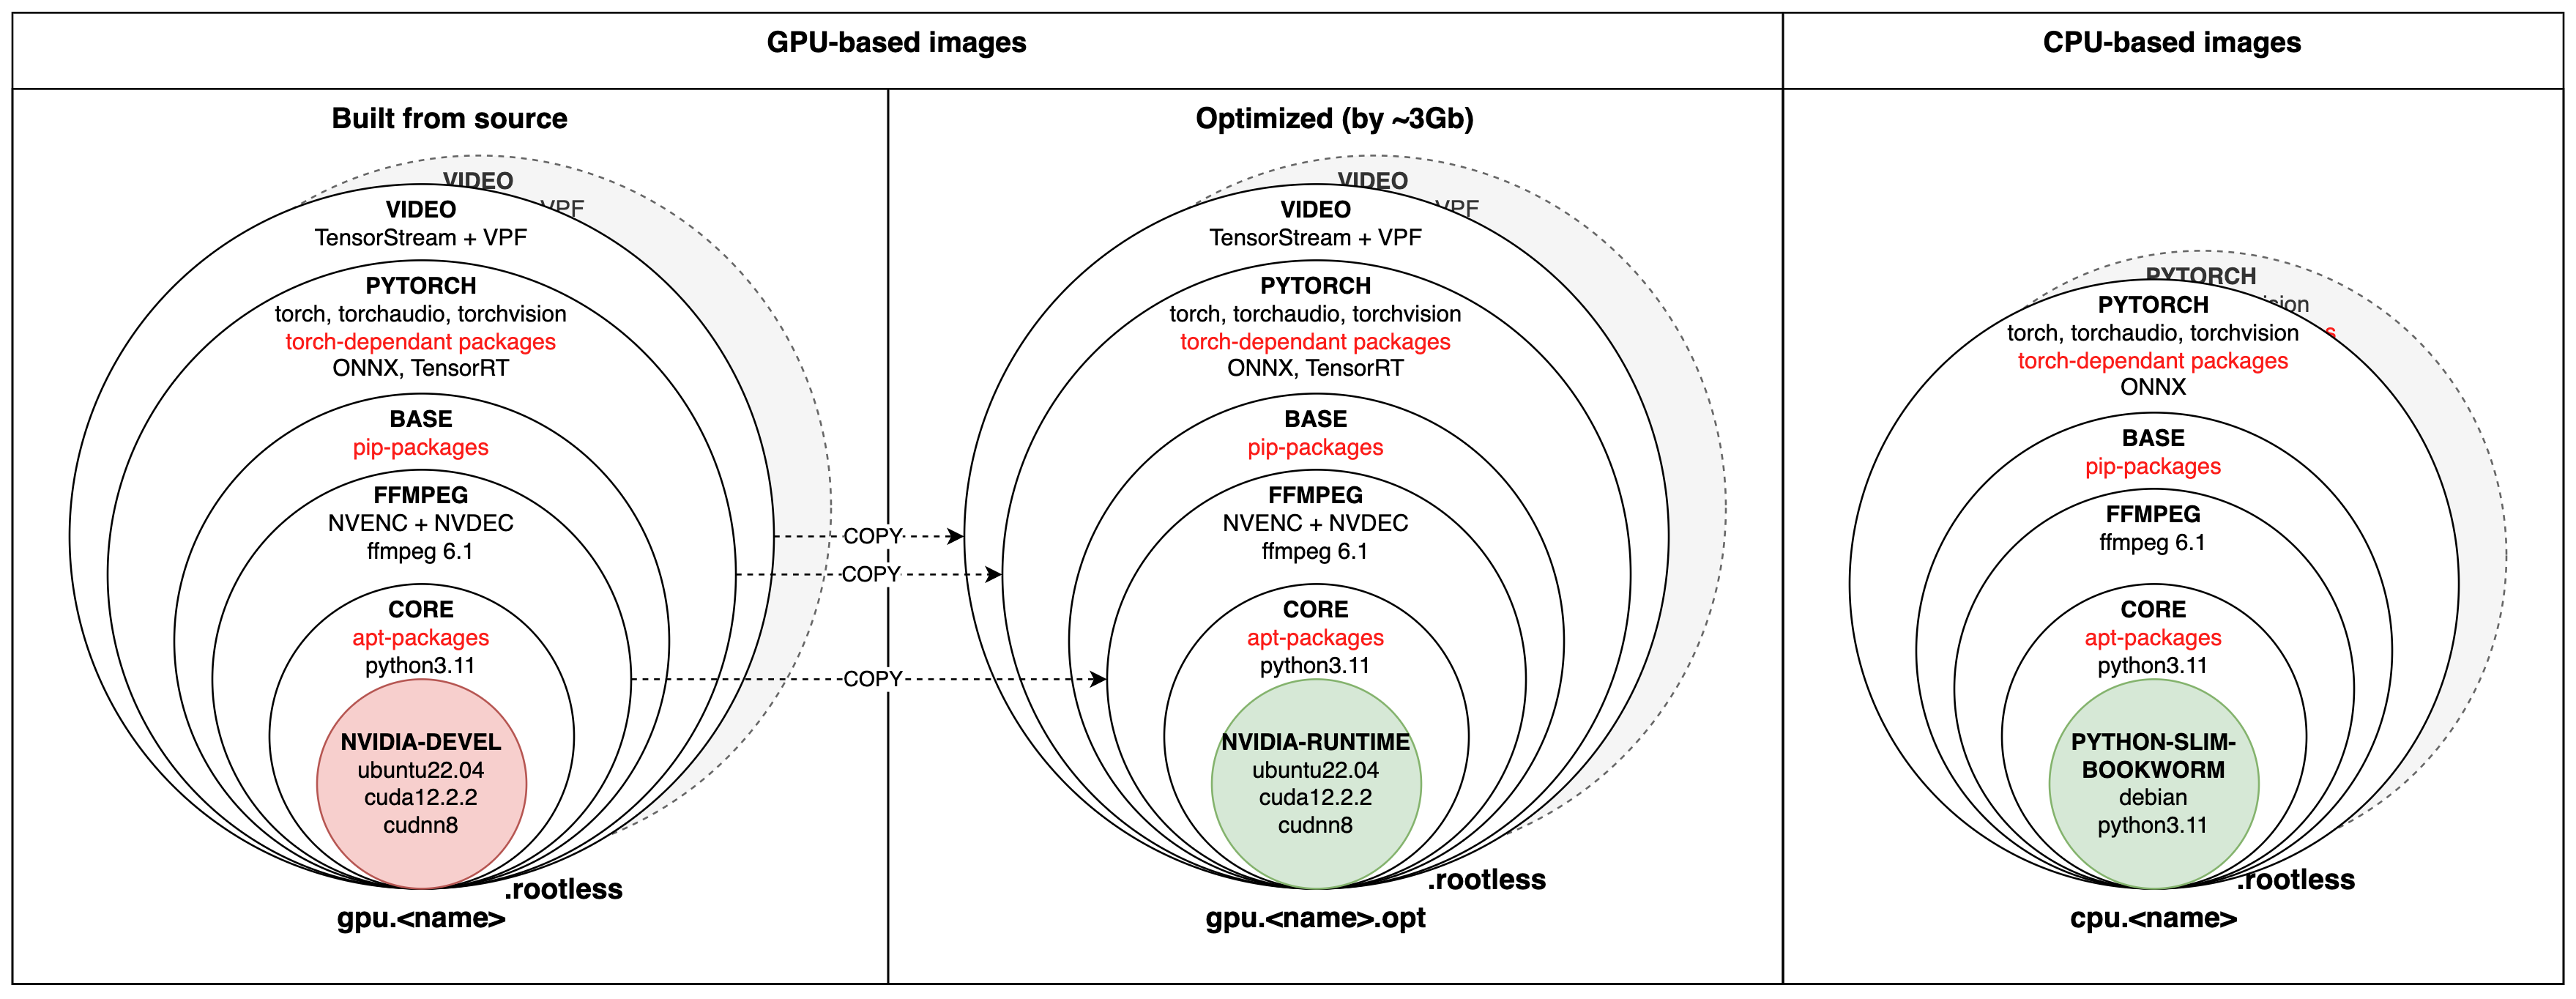 GPU-based images
CPU-based images
Built from source
VIDEO
VPF
VIDEO
TensorStream + VPF
PYTORCH
torch, torchaudio, torchvision
torch-dependant packages
ONNX, TensorRT
BASE
pip-packages
FFMPEG
NVENC + NVDEC
ffmpeg 6.1
CORE
apt-packages
python3.11
NVIDIA-DEVEL
ubuntu22.04
cuda12.2.2
cudnn8
.rootless
gpu.<name>
COPY
COPY
COPY
Optimized (by ~3Gb)
VIDEO
VPF
VIDEO
TensorStream + VPF
PYTORCH
torch, torchaudio, torchvision
torch-dependant packages
ONNX, TensorRT
BASE
pip-packages
FFMPEG
NVENC + NVDEC
ffmpeg 6.1
CORE
apt-packages
python3.11
NVIDIA-RUNTIME
ubuntu22.04
cuda12.2.2
cudnn8
.rootless
gpu.<name>.opt
PYTORCH
PYTORCH
torch, torchaudio, torchvision
torch-dependant packages
ONNX
BASE
pip-packages
FFMPEG
ffmpeg 6.1
CORE
apt-packages
python3.11
PYTHON-SLIM-
BOOKWORM
debian
python3.11
.rootless
cpu.<name>